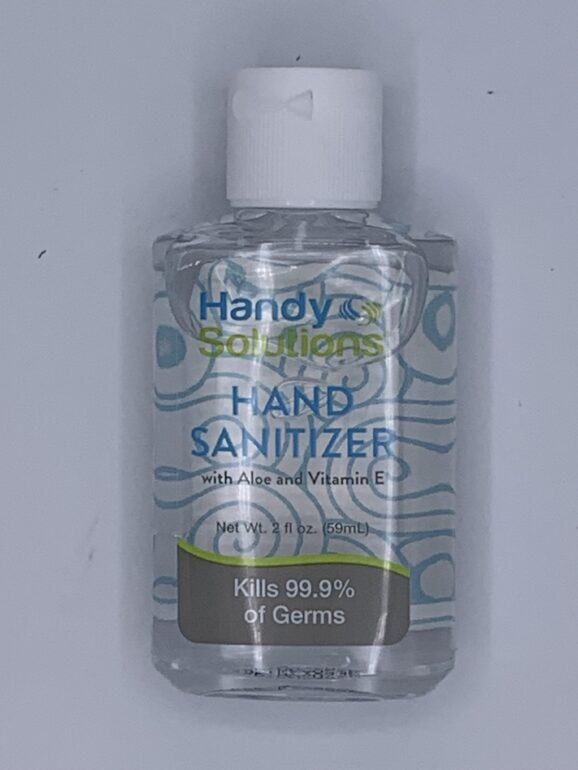 Handy
Solutions
HAND
SANITIZER
with Aloe and Vitamin E
Net Wt. 2 fl oz. (59mL)
Kills 99.9%
of Germs